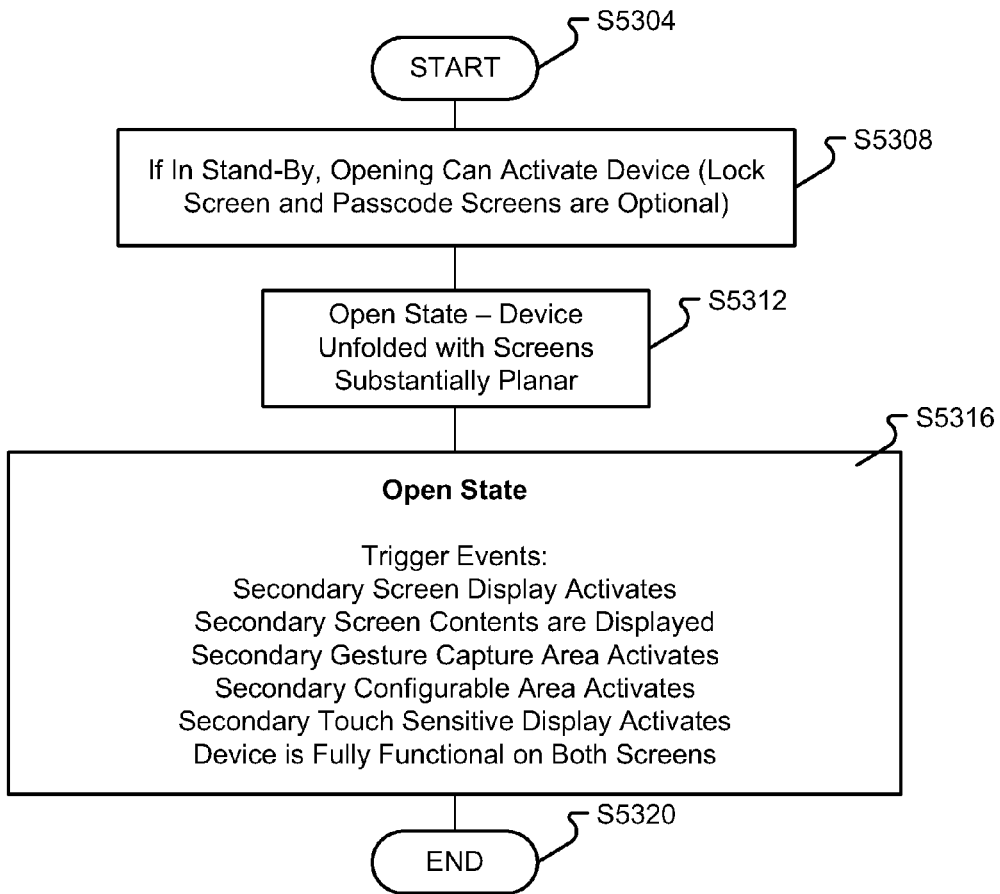 S5304
START
S5308
If In Stand-By, Opening Can Activate Device (Lock
Screen and Passcode Screens are Optional)
S5312
Open State – Device
Unfolded with Screens
Substantially Planar
S5316
Open State
Trigger Events:
Secondary Screen Display Activates
Secondary Screen Contents are Displayed
Secondary Gesture Capture Area Activates
Secondary Configurable Area Activates
Secondary Touch Sensitive Display Activates
Device is Fully Functional on Both Screens
S5320
END